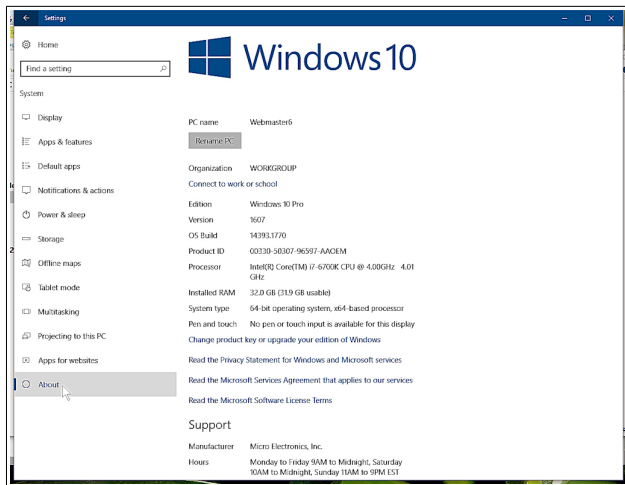 Settings
Home
Find a setting
System
Display
Apps & features
Default apps
Notifications & actions
Power & sleep
Storage
Offline maps
Tablet mode
Multitasking
Projecting to this PC
Apps for websites
About
Windows 10
PC name Webmaster6
Rename PC
Organization WORKGROUP
Connect to work or school
Edition Windows 10 Pro
Version 1607
OS Build 14393.1770
Product ID 00330-50307-96597-AAOEM
Processor Intel(R) Core(TM) i7-6700K CPU @ 4.00GHz 4.01
GHz
Installed RAM 32.0 GB (31.9 GB usable)
System type 64-bit operating system, x64-based processor
Pen and touch No pen or touch input is available for this display
Change product key or upgrade your edition of Windows
Read the Privacy Statement for Windows and Microsoft services
Read the Microsoft Services Agreement that applies to our services
Read the Microsoft Software License Terms
Support
Manufacturer Micro Electronics, Inc.
Hours Monday to Friday 9AM to Midnight, Saturday
10AM to Midnight, Sunday 11AM to 9PM EST